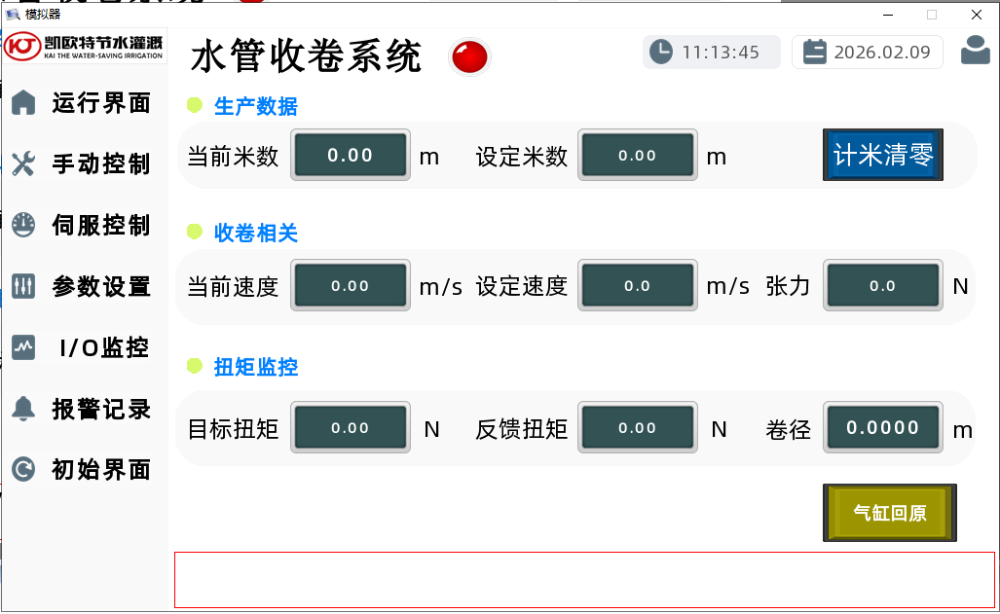 模拟器
KT 凯欧特节水灌溉
KAI THE WATER-SAVING IRRIGATION
水管收卷系统
11:13:45
2026.02.09
运行界面
手动控制
伺服控制
参数设置
I/O监控
报警记录
初始界面
生产数据
当前米数 0.00 m 设定米数 0.00 m 计米清零
收卷相关
当前速度 0.00 m/s 设定速度 0.0 m/s 张力 0.0 N
扭矩监控
目标扭矩 0.00 N 反馈扭矩 0.00 N 卷径 0.0000 m
气缸回原